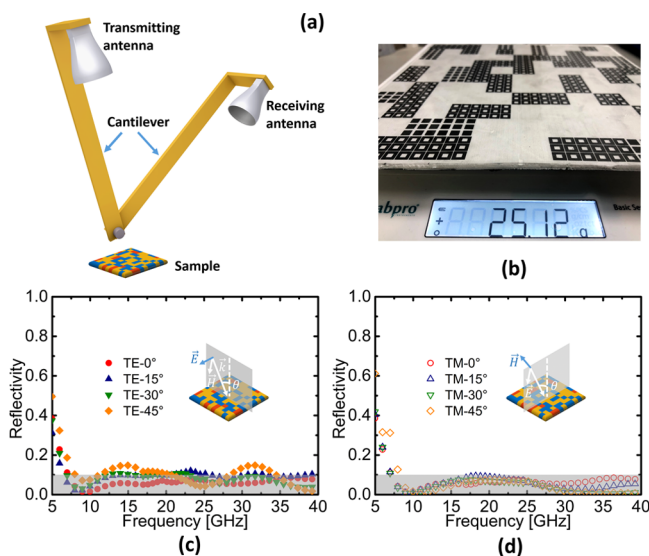 (a)
Transmitting
antenna
Receiving
antenna
Cantilever
Sample
abpro
Basic Se
25.12 g
(b)
1.0
0.8
0.6
0.4
0.2
0.0
Reflectivity
TE-0°
TE-15°
TE-30°
TE-45°
E
k
H
θ
5 10 15 20 25 30 35 40
Frequency [GHz]
(c)
1.0
0.8
0.6
0.4
0.2
0.0
Reflectivity
TM-0°
TM-15°
TM-30°
TM-45°
H
E
θ
5 10 15 20 25 30 35 40
Frequency [GHz]
(d)